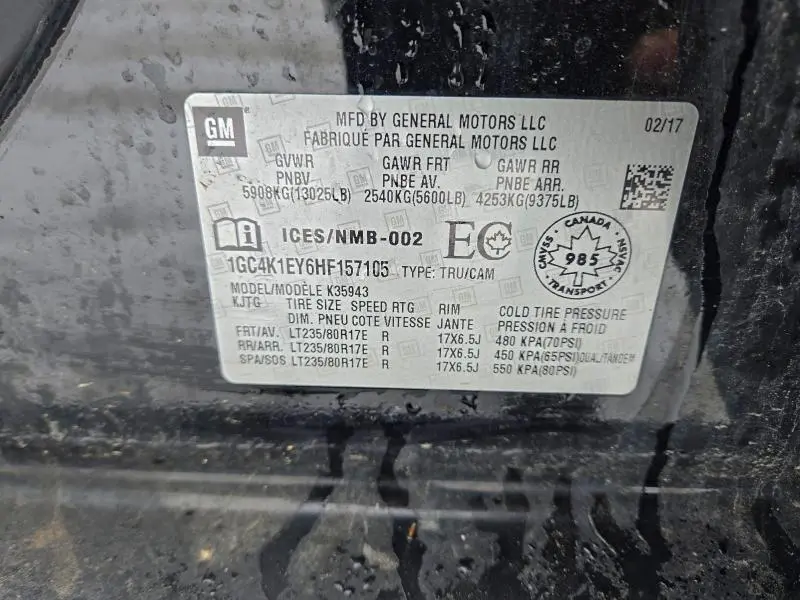 GM
MFD BY GENERAL MOTORS LLC 02/17
FABRIQUÉ PAR GENERAL MOTORS LLC
GVWR GAWR FRT GAWR RR
PNBV PNBE AV. PNBE ARR.
5908KG(13025LB) 2540KG(5600LB) 4253KG(9375LB)
ICES/NMB-002 EC
CANADA
CMVSS 985 NSVAC
TRANSPORT
1GC4K1EY6HF157105 TYPE: TRU/CAM
MODEL/MODÈLE K35943
KJTG TIRE SIZE SPEED RTG RIM COLD TIRE PRESSURE
DIM. PNEU COTE VITESSE JANTE PRESSION À FROID
FRT/AV. LT235/80R17E R 17X6.5J 480 KPA(70PSI)
RR/ARR. LT235/80R17E R 17X6.5J 450 KPA(65PSI)DUAL/TANDEM
SPA/SOS LT235/80R17E R 17X6.5J 550 KPA(80PSI)